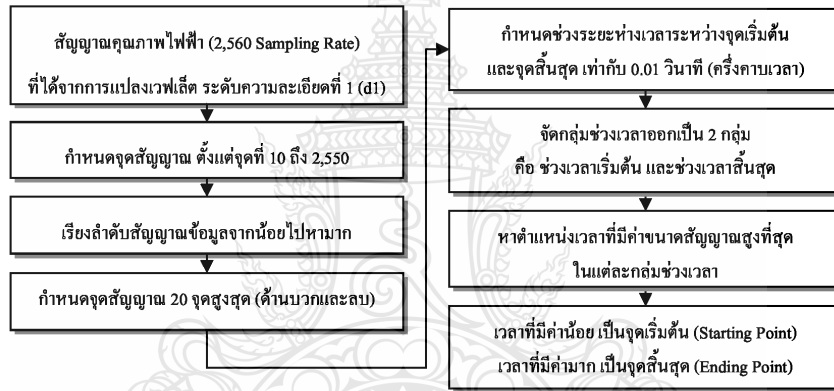 สัญญาณคุณภาพไฟฟ้า (2,560 Sampling Rate)
ที่ได้จากการแปลงเวฟเล็ต ระดับความละเอียดที่ 1 (d1)
กำหนดจุดสัญญาณ ตั้งแต่จุดที่ 10 ถึง 2,550
เรียงลำดับสัญญาณข้อมูลจากน้อยไปหามาก
กำหนดจุดสัญญาณ 20 จุดสูงสุด (ด้านบวกและลบ)
กำหนดช่วงระยะห่างเวลาระหว่างจุดเริ่มต้น
และจุดสิ้นสุด เท่ากับ 0.01 วินาที (ครึ่งคาบเวลา)
จัดกลุ่มช่วงเวลาออกเป็น 2 กลุ่ม
คือ ช่วงเวลาเริ่มต้น และช่วงเวลาสิ้นสุด
หาตำแหน่งเวลาที่มีค่าขนาดสัญญาณสูงที่สุด
ในแต่ละกลุ่มช่วงเวลา
เวลาที่มีค่าน้อย เป็นจุดเริ่มต้น (Starting Point)
เวลาที่มีค่ามาก เป็นจุดสิ้นสุด (Ending Point)